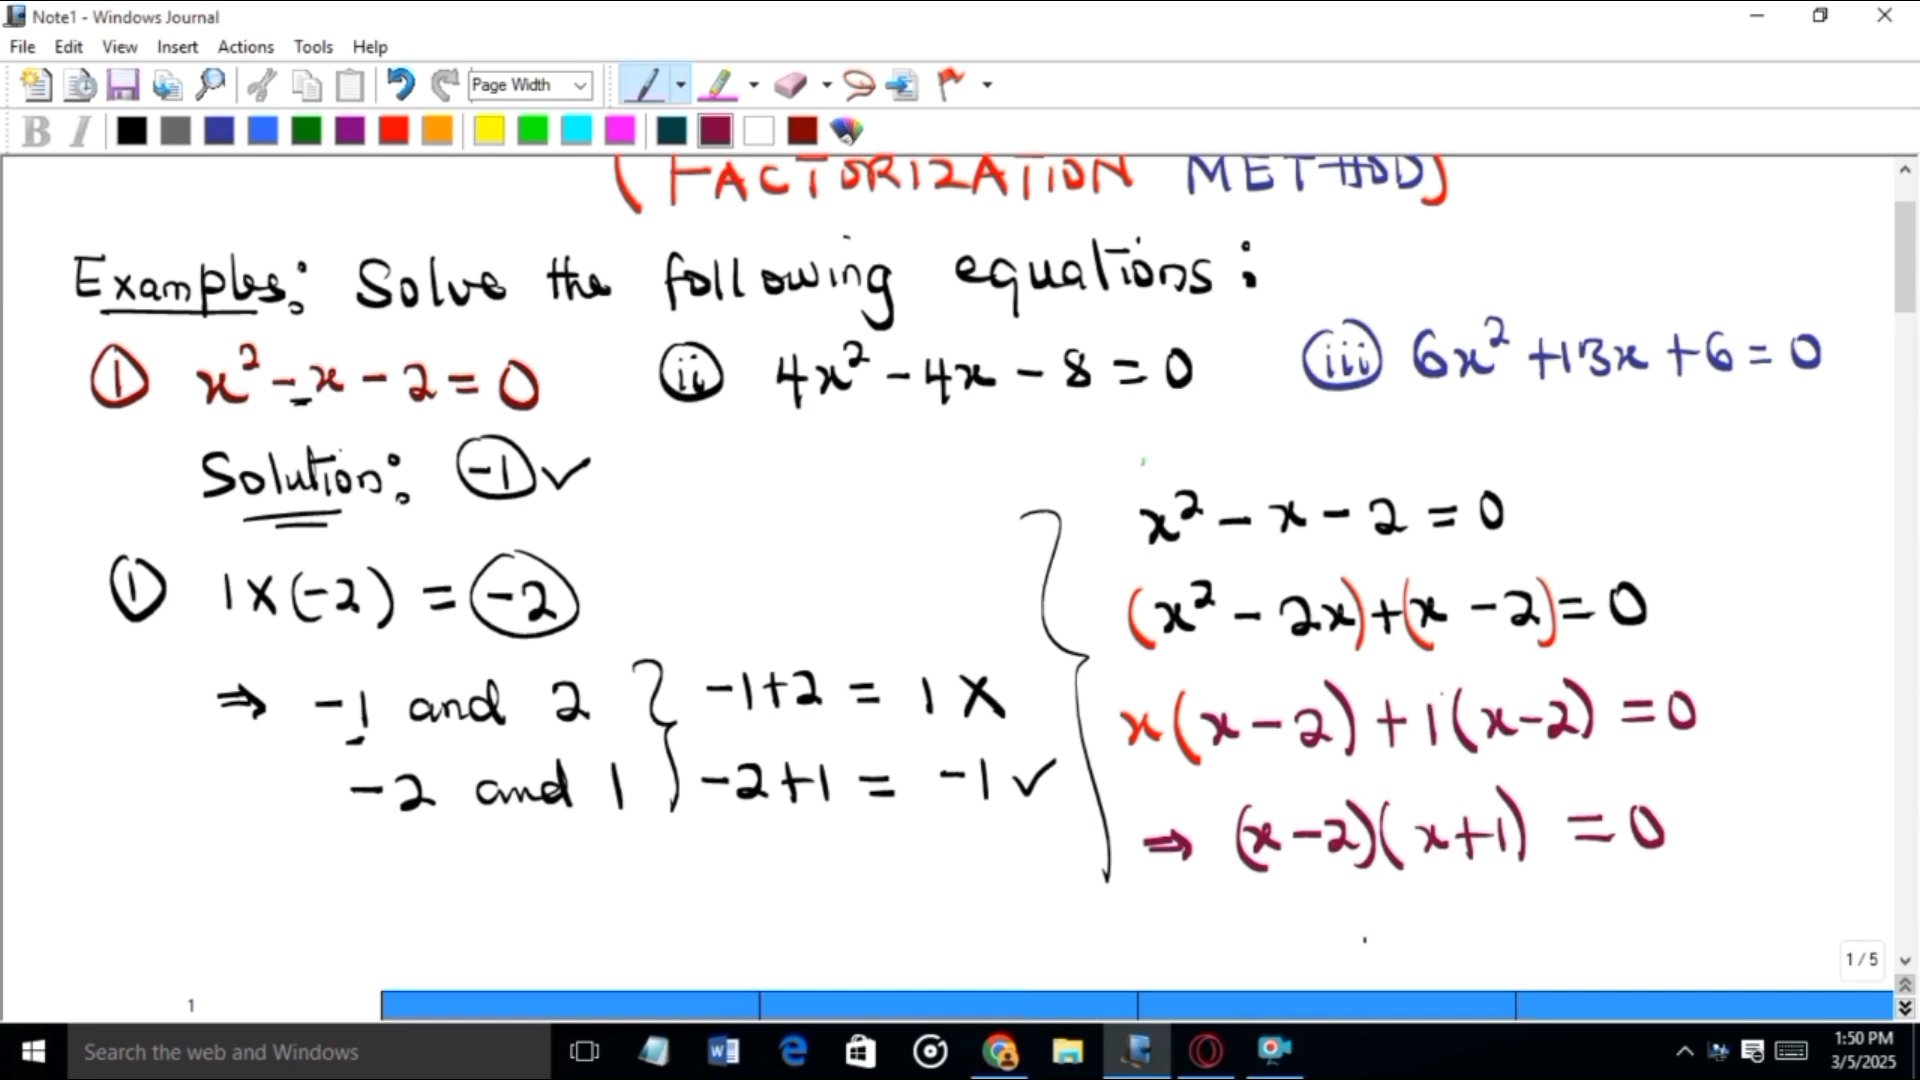 Note1 - Windows Journal
File Edit View Insert Actions Tools Help
Page Width
B I
(FACTORIZATION METHOD)
Examples: Solve the following equations:
(i) x² - x - 2 = 0 (ii) 4x² - 4x - 8 = 0 (iii) 6x² + 13x + 6 = 0
Solution: -1 ✓
(i) 1 x (-2) = -2
⇒ -1 and 2 } -1+2 = 1 X
-2 and 1 } -2+1 = -1 ✓
x² - x - 2 = 0
(x² - 2x)+(x - 2) = 0
x(x-2)+1(x-2) = 0
⇒ (x-2)(x+1) = 0
1/5
1
Search the web and Windows
1:50 PM
3/5/2025